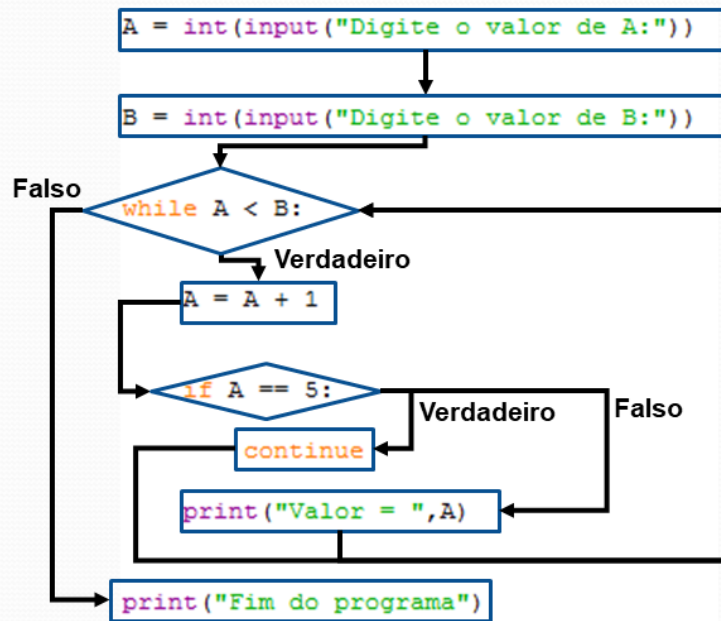 A = int(input("Digite o valor de A:"))
B = int(input("Digite o valor de B:"))
Falso
while A < B:
Verdadeiro
A = A + 1
if A == 5:
Verdadeiro
Falso
continue
print("Valor = ",A)
print("Fim do programa")